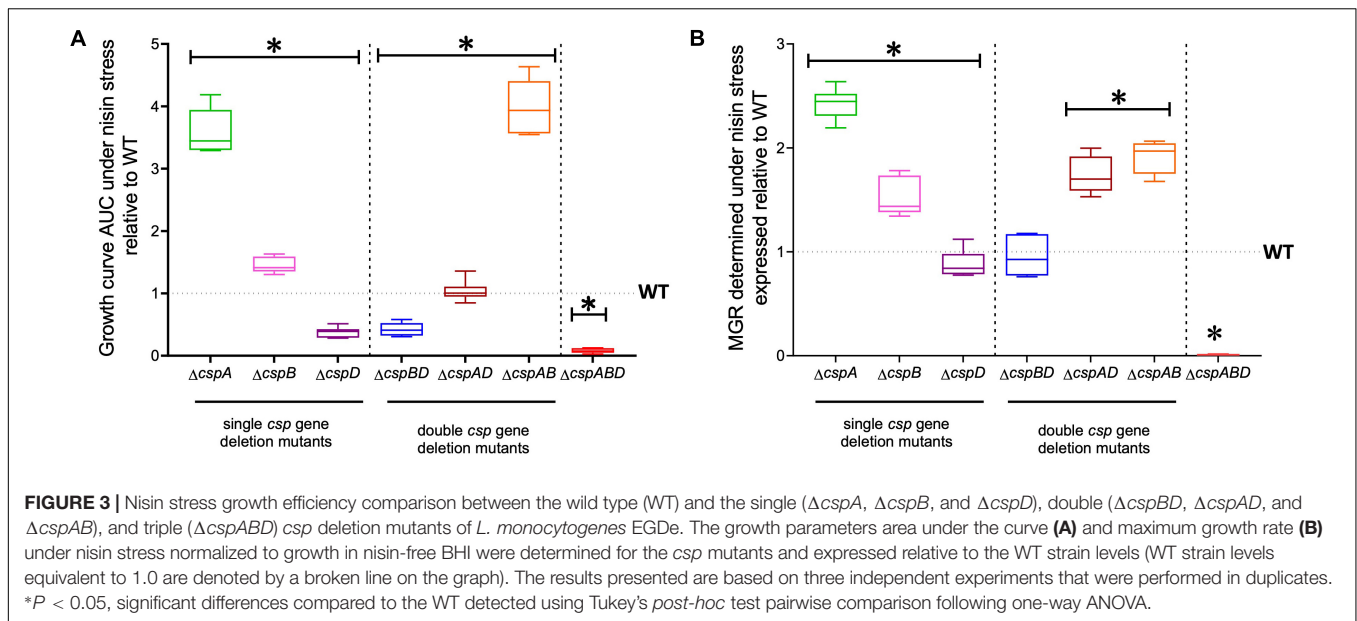 A
Growth curve AUC under nisin stress
relative to WT
5
4
3
2
1
0
*
*
*
WT
ΔcspA ΔcspB ΔcspD ΔcspBD ΔcspAD ΔcspAB ΔcspABD
single csp gene
deletion mutants
double csp gene
deletion mutants
B
MGR determined under nisin stress
expressed relative to WT
3
2
1
0
*
*
*
WT
ΔcspA ΔcspB ΔcspD ΔcspBD ΔcspAD ΔcspAB ΔcspABD
single csp gene
deletion mutants
double csp gene
deletion mutants
FIGURE 3 | Nisin stress growth efficiency comparison between the wild type (WT) and the single (ΔcspA, ΔcspB, and ΔcspD), double (ΔcspBD, ΔcspAD, and
ΔcspAB), and triple (ΔcspABD) csp deletion mutants of L. monocytogenes EGDe. The growth parameters area under the curve (A) and maximum growth rate (B)
under nisin stress normalized to growth in nisin-free BHI were determined for the csp mutants and expressed relative to the WT strain levels (WT strain levels
equivalent to 1.0 are denoted by a broken line on the graph). The results presented are based on three independent experiments that were performed in duplicates.
*P < 0.05, significant differences compared to the WT detected using Tukey's post-hoc test pairwise comparison following one-way ANOVA.